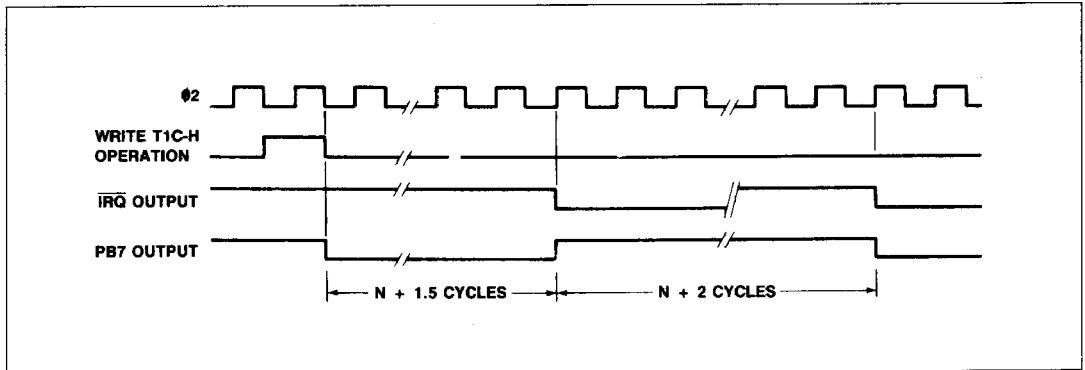 ϕ2
WRITE T1C-H
OPERATION
IRQ OUTPUT
PB7 OUTPUT
N + 1.5 CYCLES
N + 2 CYCLES